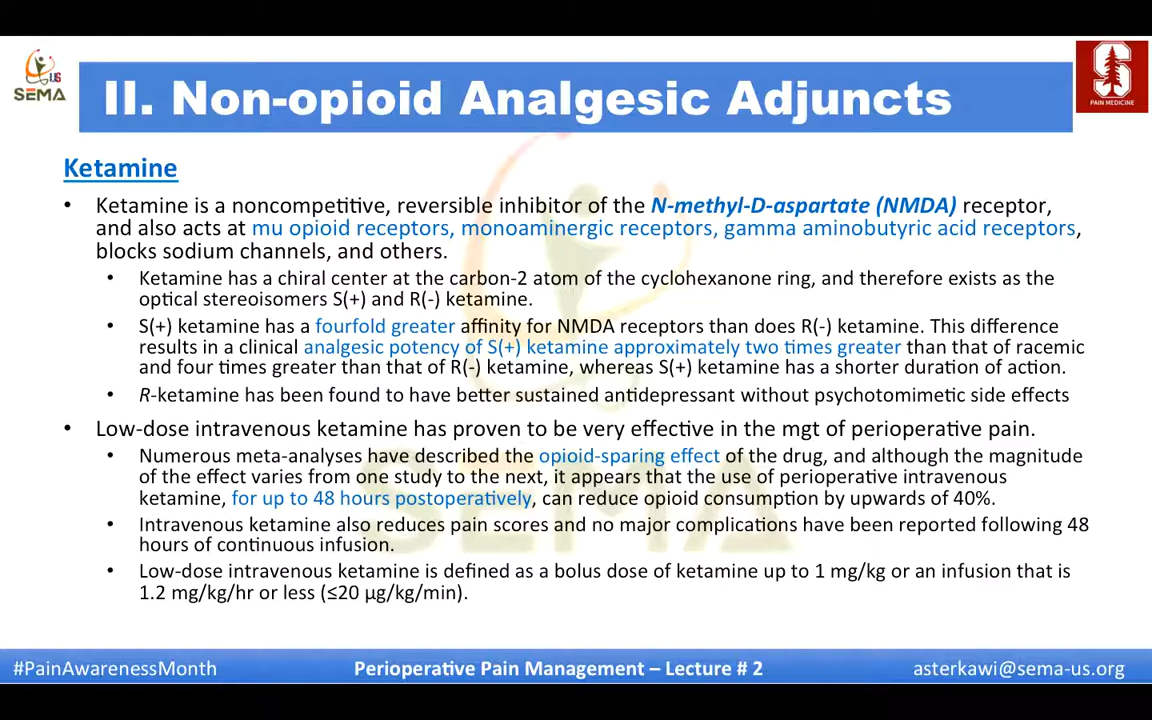 US
SEMA
II. Non-opioid Analgesic Adjuncts
S
PAIN MEDICINE
Ketamine
• Ketamine is a noncompetitive, reversible inhibitor of the N-methyl-D-aspartate (NMDA) receptor,
and also acts at mu opioid receptors, monoaminergic receptors, gamma aminobutyric acid receptors,
blocks sodium channels, and others.
• Ketamine has a chiral center at the carbon-2 atom of the cyclohexanone ring, and therefore exists as the
optical stereoisomers S(+) and R(-) ketamine.
• S(+) ketamine has a fourfold greater affinity for NMDA receptors than does R(-) ketamine. This difference
results in a clinical analgesic potency of S(+) ketamine approximately two times greater than that of racemic
and four times greater than that of R(-) ketamine, whereas S(+) ketamine has a shorter duration of action.
• R-ketamine has been found to have better sustained antidepressant without psychotomimetic side effects
• Low-dose intravenous ketamine has proven to be very effective in the mgt of perioperative pain.
• Numerous meta-analyses have described the opioid-sparing effect of the drug, and although the magnitude
of the effect varies from one study to the next, it appears that the use of perioperative intravenous
ketamine, for up to 48 hours postoperatively, can reduce opioid consumption by upwards of 40%.
• Intravenous ketamine also reduces pain scores and no major complications have been reported following 48
hours of continuous infusion.
• Low-dose intravenous ketamine is defined as a bolus dose of ketamine up to 1 mg/kg or an infusion that is
1.2 mg/kg/hr or less (≤20 µg/kg/min).
SEMA
#PainAwarenessMonth
Perioperative Pain Management – Lecture # 2
asterkawi@sema-us.org